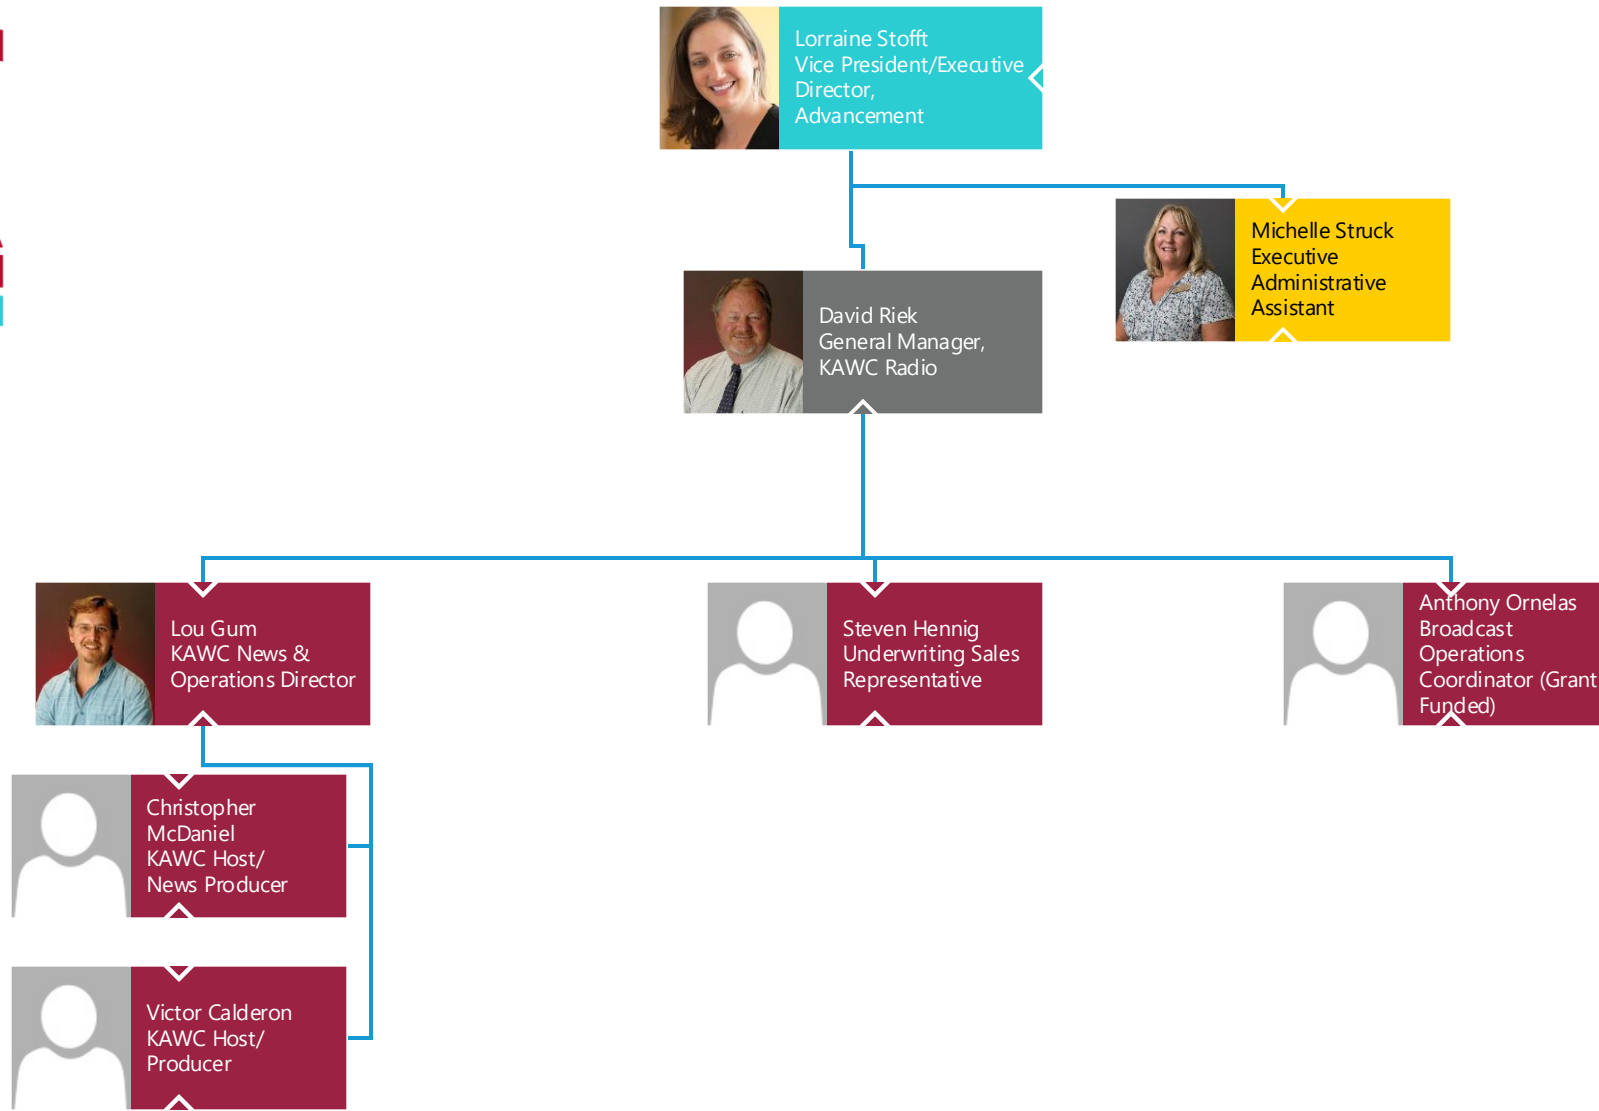 Lorraine Stofft
Vice President/Executive
Director,
Advancement
Michelle Struck
Executive
Administrative
Assistant
David Riek
General Manager,
KAWC Radio
Lou Gum
KAWC News &
Operations Director
Steven Hennig
Underwriting Sales
Representative
Anthony Ornelas
Broadcast
Operations
Coordinator (Grant
Funded)
Christopher
McDaniel
KAWC Host/
News Producer
Victor Calderon
KAWC Host/
Producer